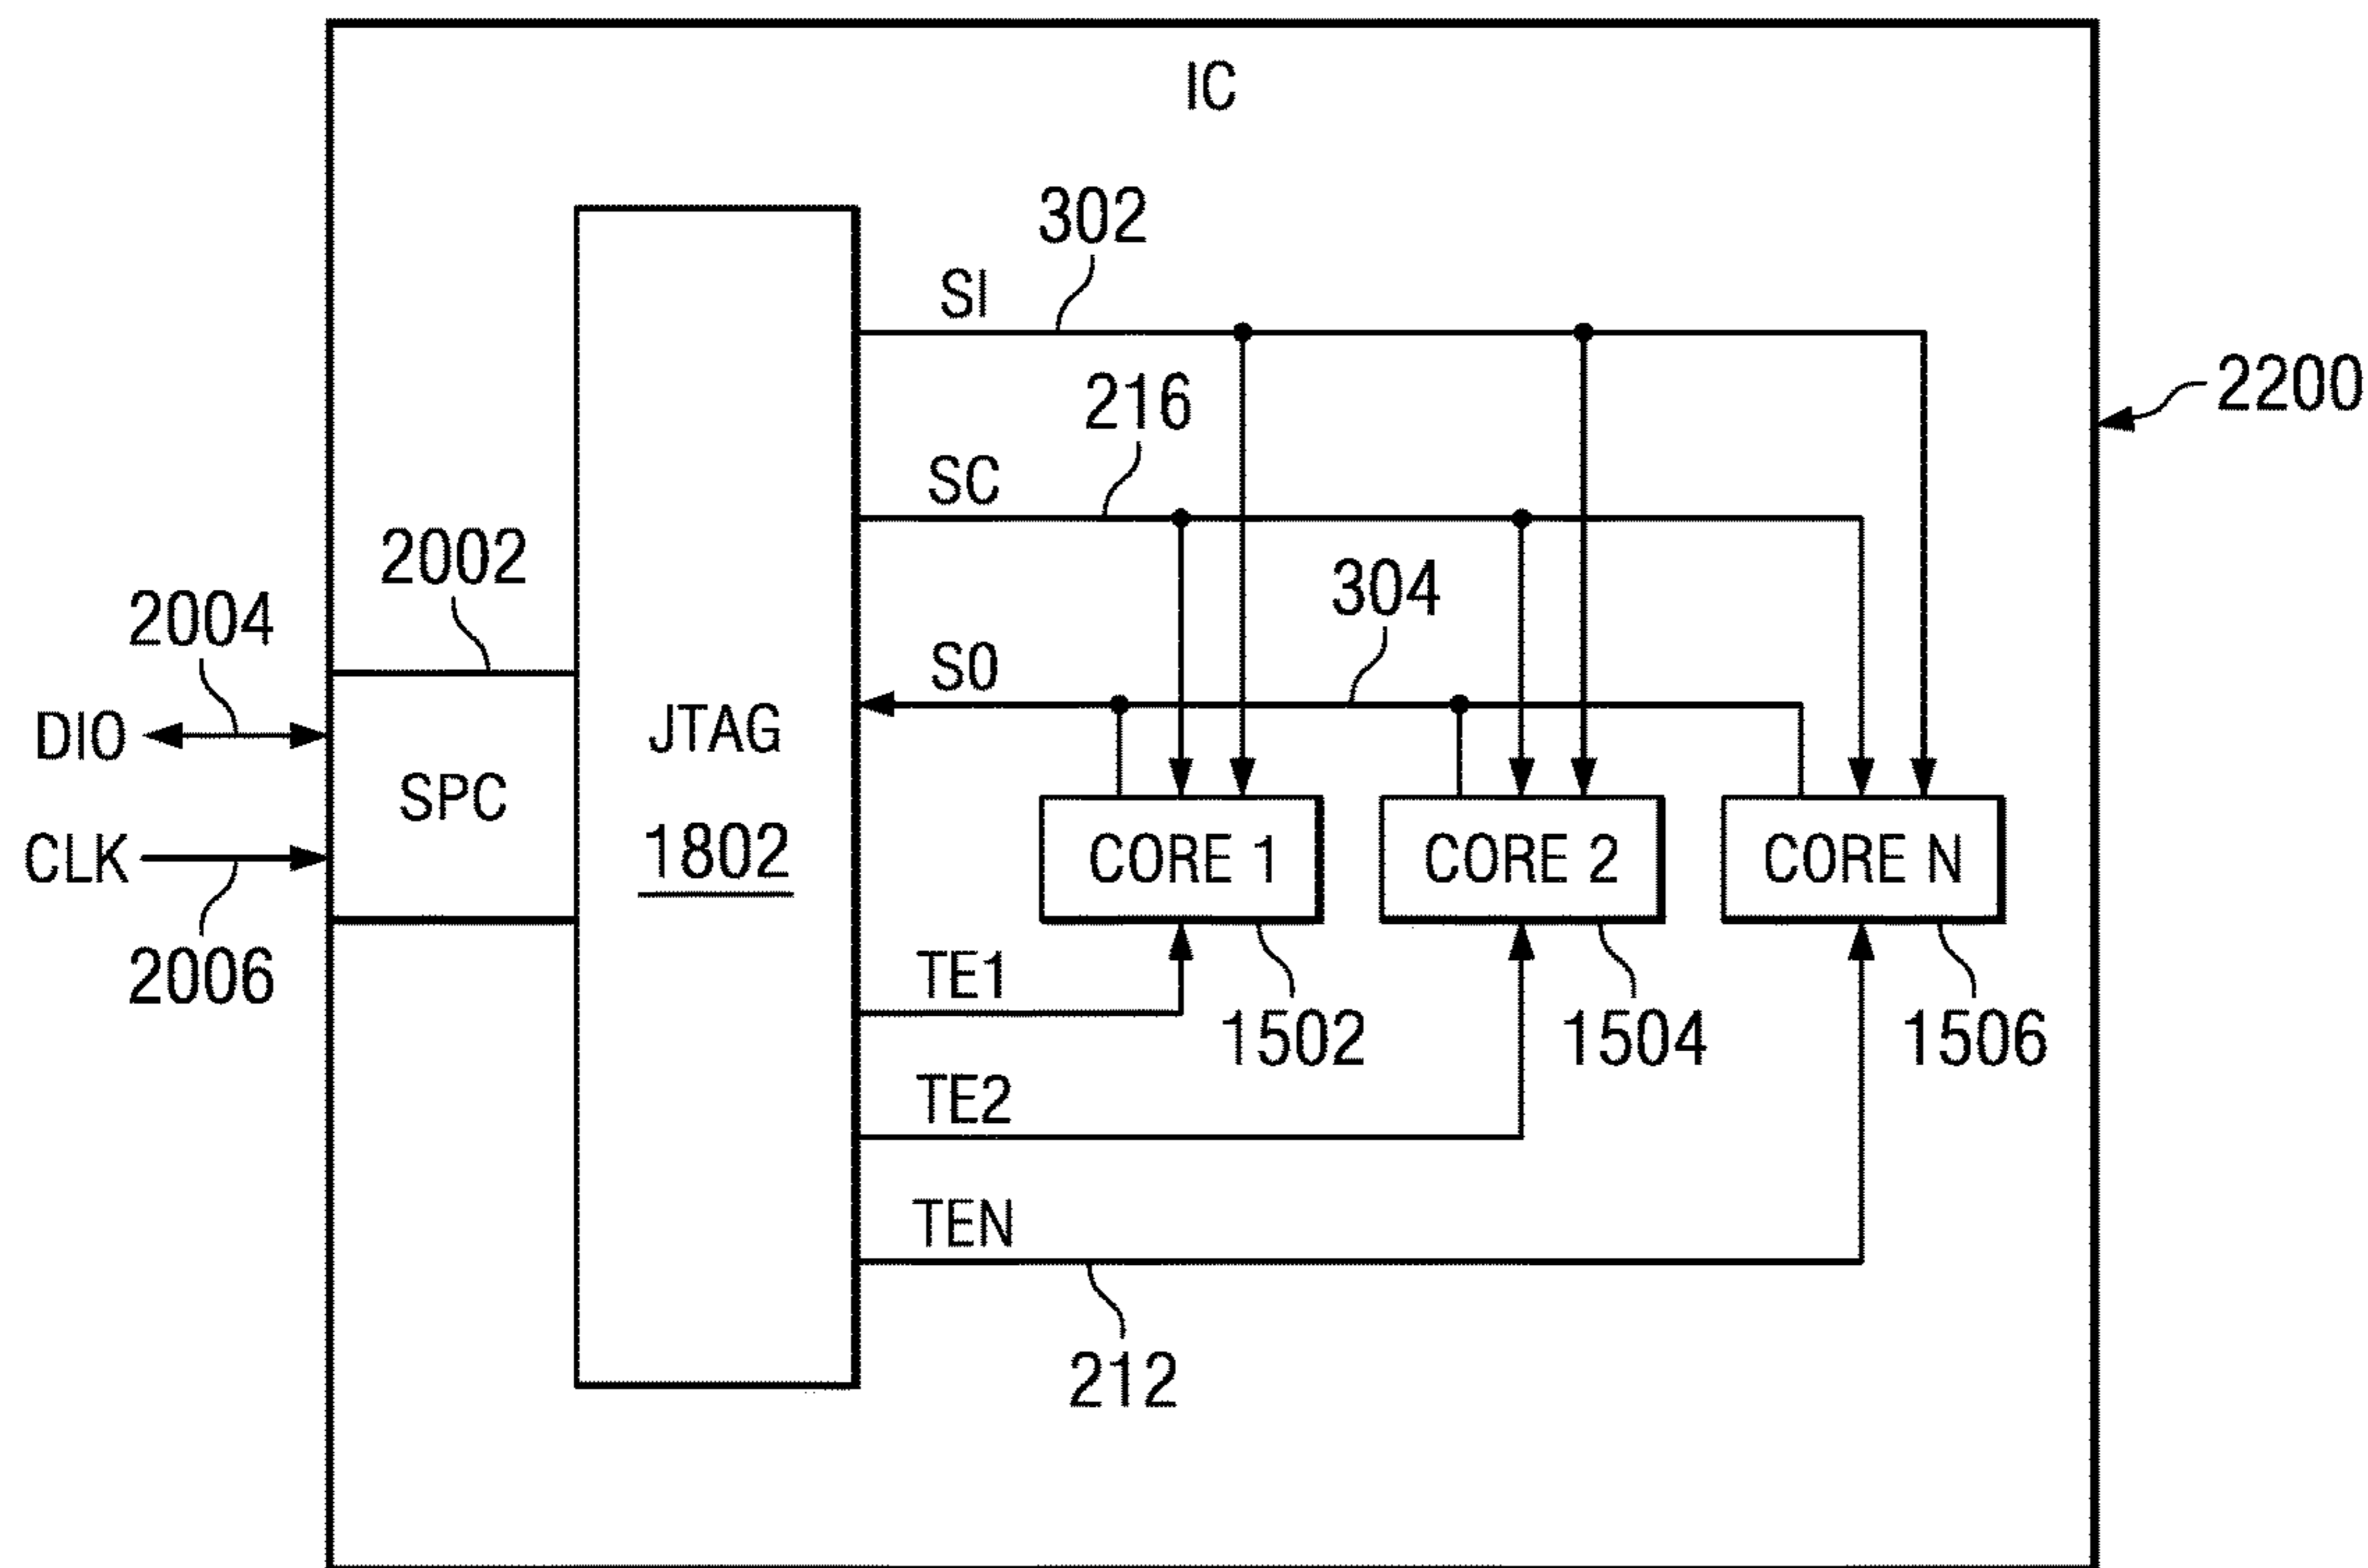 IC
302
SI
2200
216
SC
2002
304
2004
SO
DIO
JTAG
SPC
1802
CORE 1
CORE 2
CORE N
CLK
2006
TE1
1502
1504
1506
TE2
TEN
212